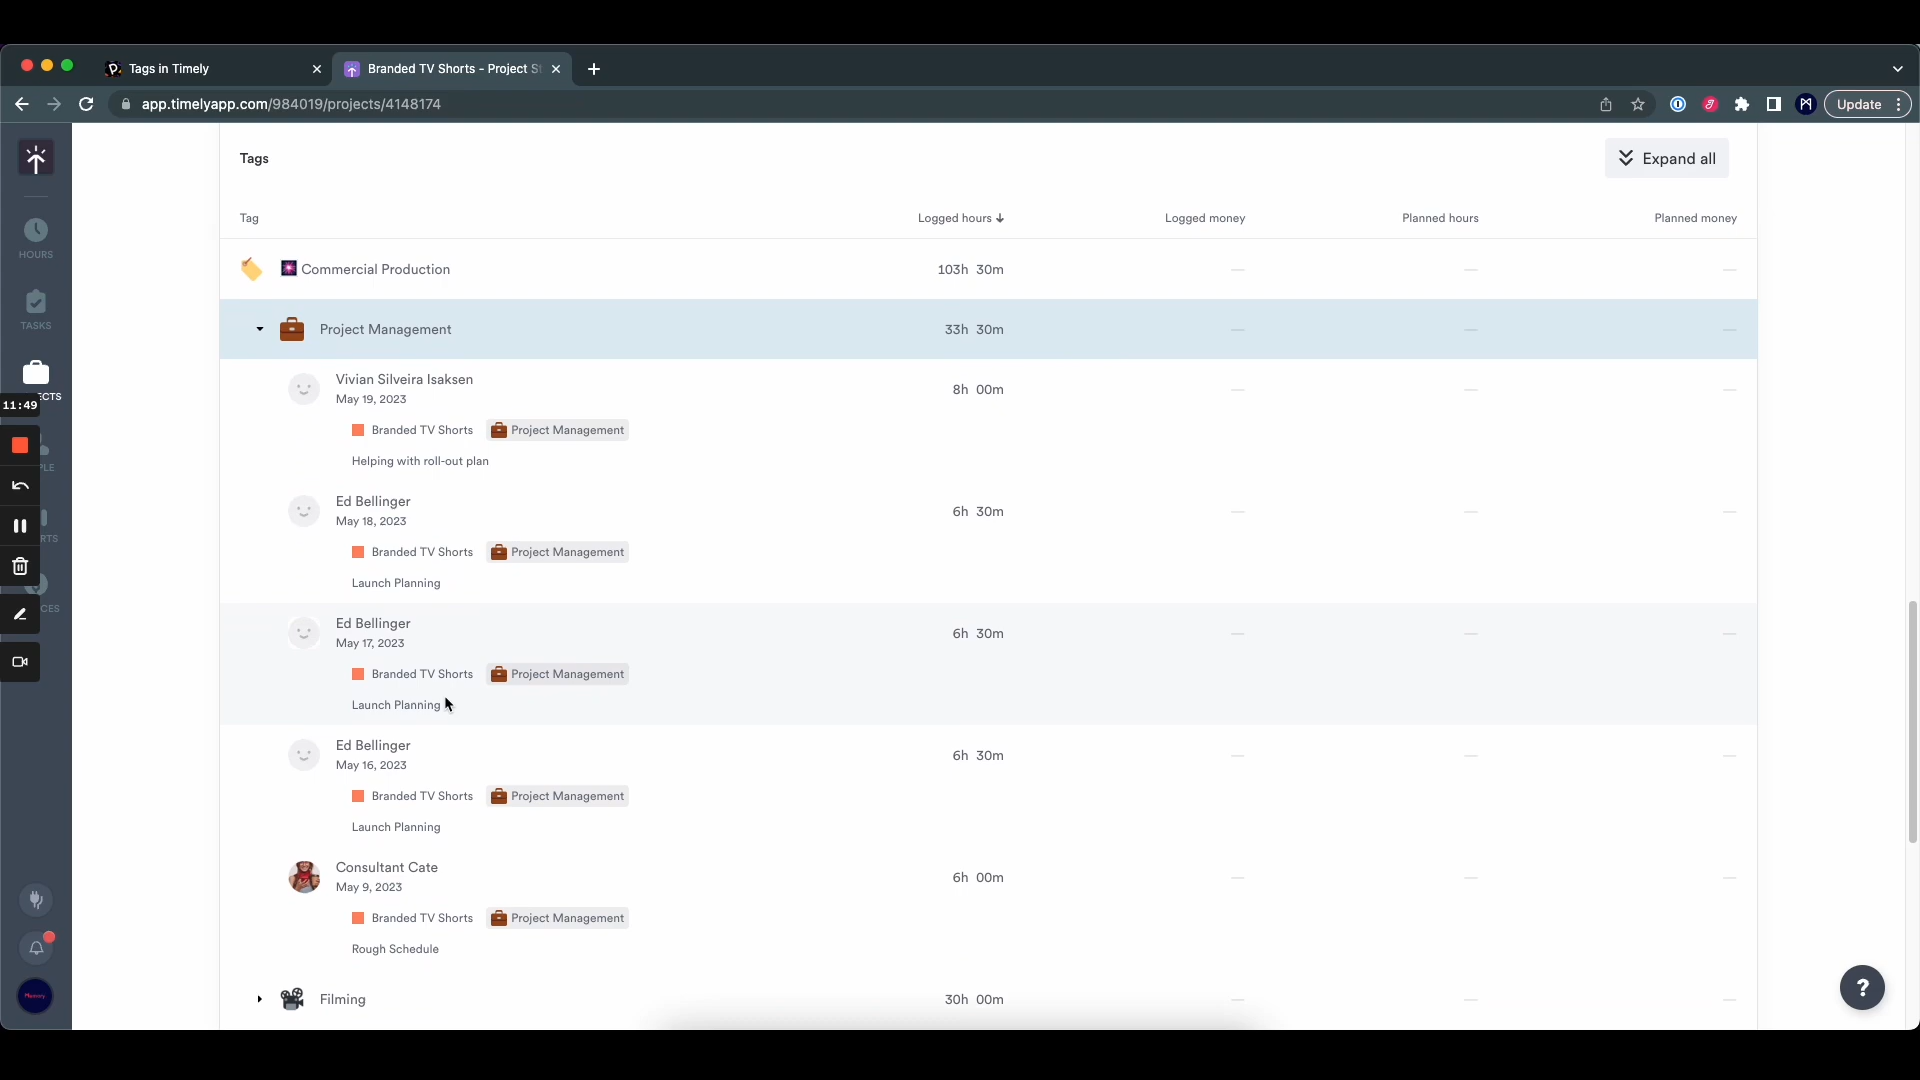 Tags in Timely
Branded TV Shorts - Project St
app.timelyapp.com/984019/projects/4148174
Update
Tags
Expand all
Tag
Logged hours
Logged money
Planned hours
Planned money
HOURS
TASKS
ECTS
11:49
PLE
RTS
CES
Memory
Commercial Production
103h 30m
—
—
—
Project Management
33h 30m
—
—
—
Vivian Silveira Isaksen
May 19, 2023
8h 00m
—
—
—
Branded TV Shorts
Project Management
Helping with roll-out plan
Ed Bellinger
May 18, 2023
6h 30m
—
—
—
Branded TV Shorts
Project Management
Launch Planning
Ed Bellinger
May 17, 2023
6h 30m
—
—
—
Branded TV Shorts
Project Management
Launch Planning
Ed Bellinger
May 16, 2023
6h 30m
—
—
—
Branded TV Shorts
Project Management
Launch Planning
Consultant Cate
May 9, 2023
6h 00m
—
—
—
Branded TV Shorts
Project Management
Rough Schedule
Filming
30h 00m
—
—
—
?